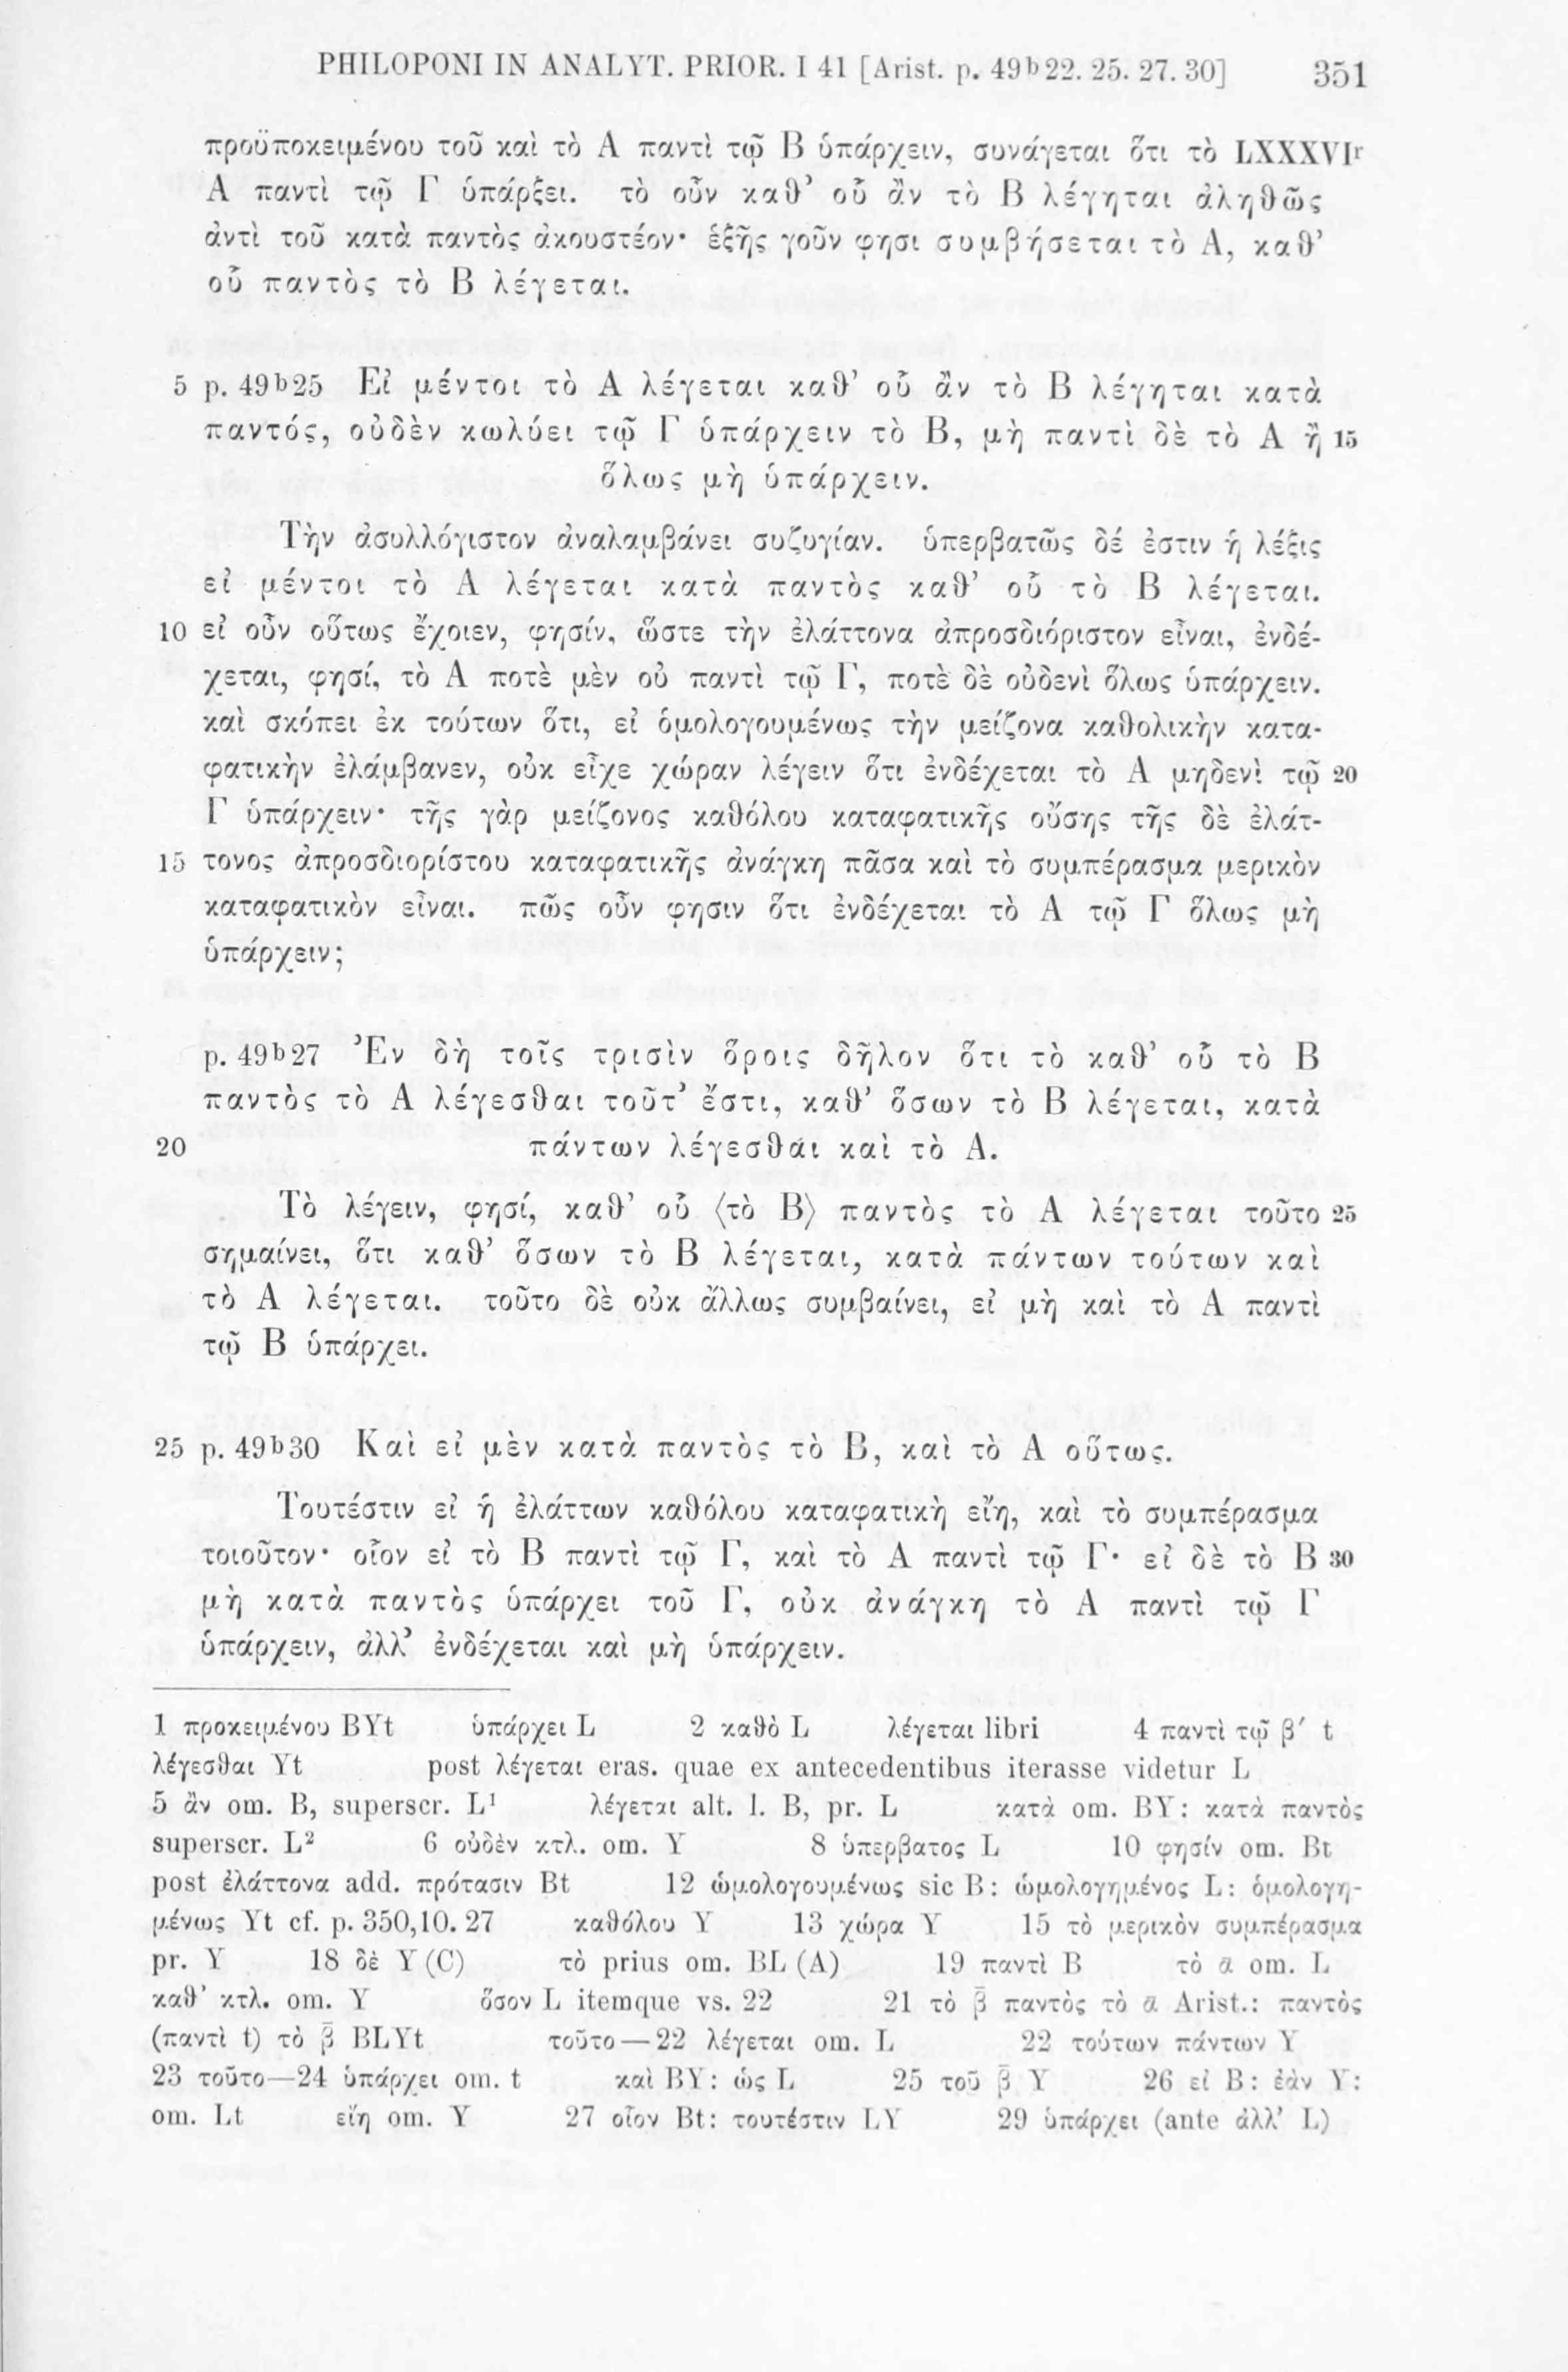 PHILOPONI IN ANALYT. PRIOR. I 41 [Arist. p. 49ᵇ22. 25. 27. 30] 351
προϋποκειμένου τοῦ καὶ τὸ Α παντὶ τῷ Β ὑπάρχειν, συνάγεται ὅτι τὸ LXXXVIʳ
Α παντὶ τῷ Γ ὑπάρξει. τὸ οὖν καθ’ οὗ ἂν τὸ Β λέγηται ἀληθῶς
ἀντὶ τοῦ κατὰ παντὸς ἀκουστέον· ἑξῆς γοῦν φησι συμβήσεται τὸ Α, καθ’
οὗ παντὸς τὸ Β λέγεται.
5 p. 49ᵇ25 Εἰ μέντοι τὸ Α λέγεται καθ’ οὗ ἂν τὸ Β λέγηται κατὰ
παντός, οὐδὲν κωλύει τῷ Γ ὑπάρχειν τὸ Β, μὴ παντὶ δὲ τὸ Α ἢ 15
ὅλως μὴ ὑπάρχειν.
Τὴν ἀσυλλόγιστον ἀναλαμβάνει συζυγίαν. ὑπερβατῶς δέ ἐστιν ἡ λέξις
εἰ μέντοι τὸ Α λέγεται κατὰ παντὸς καθ’ οὗ τὸ Β λέγεται.
10 εἰ οὖν οὕτως ἔχοιεν, φησίν, ὥστε τὴν ἐλάττονα ἀπροσδιόριστον εἶναι, ἐνδέ-
χεται, φησί, τὸ Α ποτὲ μὲν οὐ παντὶ τῷ Γ, ποτὲ δὲ οὐδενὶ ὅλως ὑπάρχειν.
καὶ σκόπει ἐκ τούτων ὅτι, εἰ ὁμολογουμένως τὴν μείζονα καθολικὴν κατα-
φατικὴν ἐλάμβανεν, οὐκ εἶχε χώραν λέγειν ὅτι ἐνδέχεται τὸ Α μηδενὶ τῷ 20
Γ ὑπάρχειν· τῆς γὰρ μείζονος καθόλου καταφατικῆς οὔσης τῆς δὲ ἐλάτ-
15 τονος ἀπροσδιορίστου καταφατικῆς ἀνάγκη πᾶσα καὶ τὸ συμπέρασμα μερικὸν
καταφατικὸν εἶναι. πῶς οὖν φησιν ὅτι ἐνδέχεται τὸ Α τῷ Γ ὅλως μὴ
ὑπάρχειν;
p. 49ᵇ27 Ἐν δὴ τοῖς τρισὶν ὅροις δῆλον ὅτι τὸ καθ’ οὗ τὸ Β
παντὸς τὸ Α λέγεσθαι τοῦτ’ ἔστι, καθ’ ὅσων τὸ Β λέγεται, κατὰ
20 πάντων λέγεσθαι καὶ τὸ Α.
Τὸ λέγειν, φησί, καθ’ οὗ ⟨τὸ Β⟩ παντὸς τὸ Α λέγεται τοῦτο 25
σημαίνει, ὅτι καθ’ ὅσων τὸ Β λέγεται, κατὰ πάντων τούτων καὶ
τὸ Α λέγεται. τοῦτο δὲ οὐκ ἄλλως συμβαίνει, εἰ μὴ καὶ τὸ Α παντὶ
τῷ Β ὑπάρχει.
25 p. 49ᵇ30 Καὶ εἰ μὲν κατὰ παντὸς τὸ Β, καὶ τὸ Α οὕτως.
Τουτέστιν εἰ ἡ ἐλάττων καθόλου καταφατικὴ εἴη, καὶ τὸ συμπέρασμα
τοιοῦτον· οἷον εἰ τὸ Β παντὶ τῷ Γ, καὶ τὸ Α παντὶ τῷ Γ· εἰ δὲ τὸ Β 30
μὴ κατὰ παντὸς ὑπάρχει τοῦ Γ, οὐκ ἀνάγκη τὸ Α παντὶ τῷ Γ
ὑπάρχειν, ἀλλ’ ἐνδέχεται καὶ μὴ ὑπάρχειν.
1 προκειμένου BYt ὑπάρχει L 2 καθὸ L λέγεται libri 4 παντὶ τῷ β′ t
λέγεσθαι Yt post λέγεται eras. quae ex antecedentibus iterasse videtur L
5 ἂν om. B, superscr. L¹ λέγεται alt. l. B, pr. L κατὰ om. BY: κατὰ παντὸς
superscr. L² 6 οὐδὲν κτλ. om. Y 8 ὑπερβατος L 10 φησίν om. Bt
post ἐλάττονα add. πρότασιν Bt 12 ὡμολογουμένως sic B: ὡμολογημένος L: ὁμολογη-
μένως Yt cf. p. 350,10. 27 καθόλου Y 13 χώρα Y 15 τὸ μερικὸν συμπέρασμα
pr. Y 18 δὲ Y (C) τὸ prius om. BL (A) 19 παντὶ B τὸ ᾱ om. L
καθ’ κτλ. om. Y ὅσον L itemque vs. 22 21 τὸ β̄ παντὸς τὸ ᾱ Arist.: παντὸς
(παντὶ t) τὸ β̄ BLYt τοῦτο—22 λέγεται om. L 22 τούτων πάντων Y
23 τοῦτο—24 ὑπάρχει om. t καὶ BY: ὡς L 25 τοῦ β̄ Y 26 εἰ B: ἐὰν Y:
om. Lt εἴη om. Y 27 οἷον Bt: τουτέστιν LY 29 ὑπάρχει (ante ἀλλ’ L)